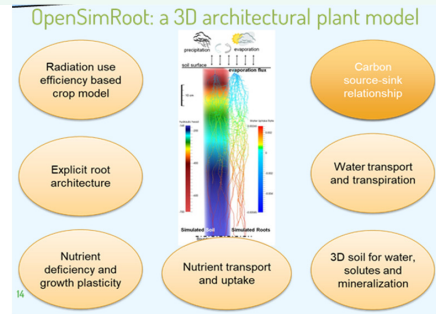 OpenSimRoot: a 3D architectural plant model
precipitation
evaporation
soil surface
evaporation flux
Radiation use
efficiency based
crop model
Carbon
source-sink
relationship
Explicit root
architecture
Water transport
and transpiration
Simulated Roots
Nutrient
deficiency and
growth plasticity
Nutrient transport
and uptake
3D soil for water,
solutes and
mineralization
14